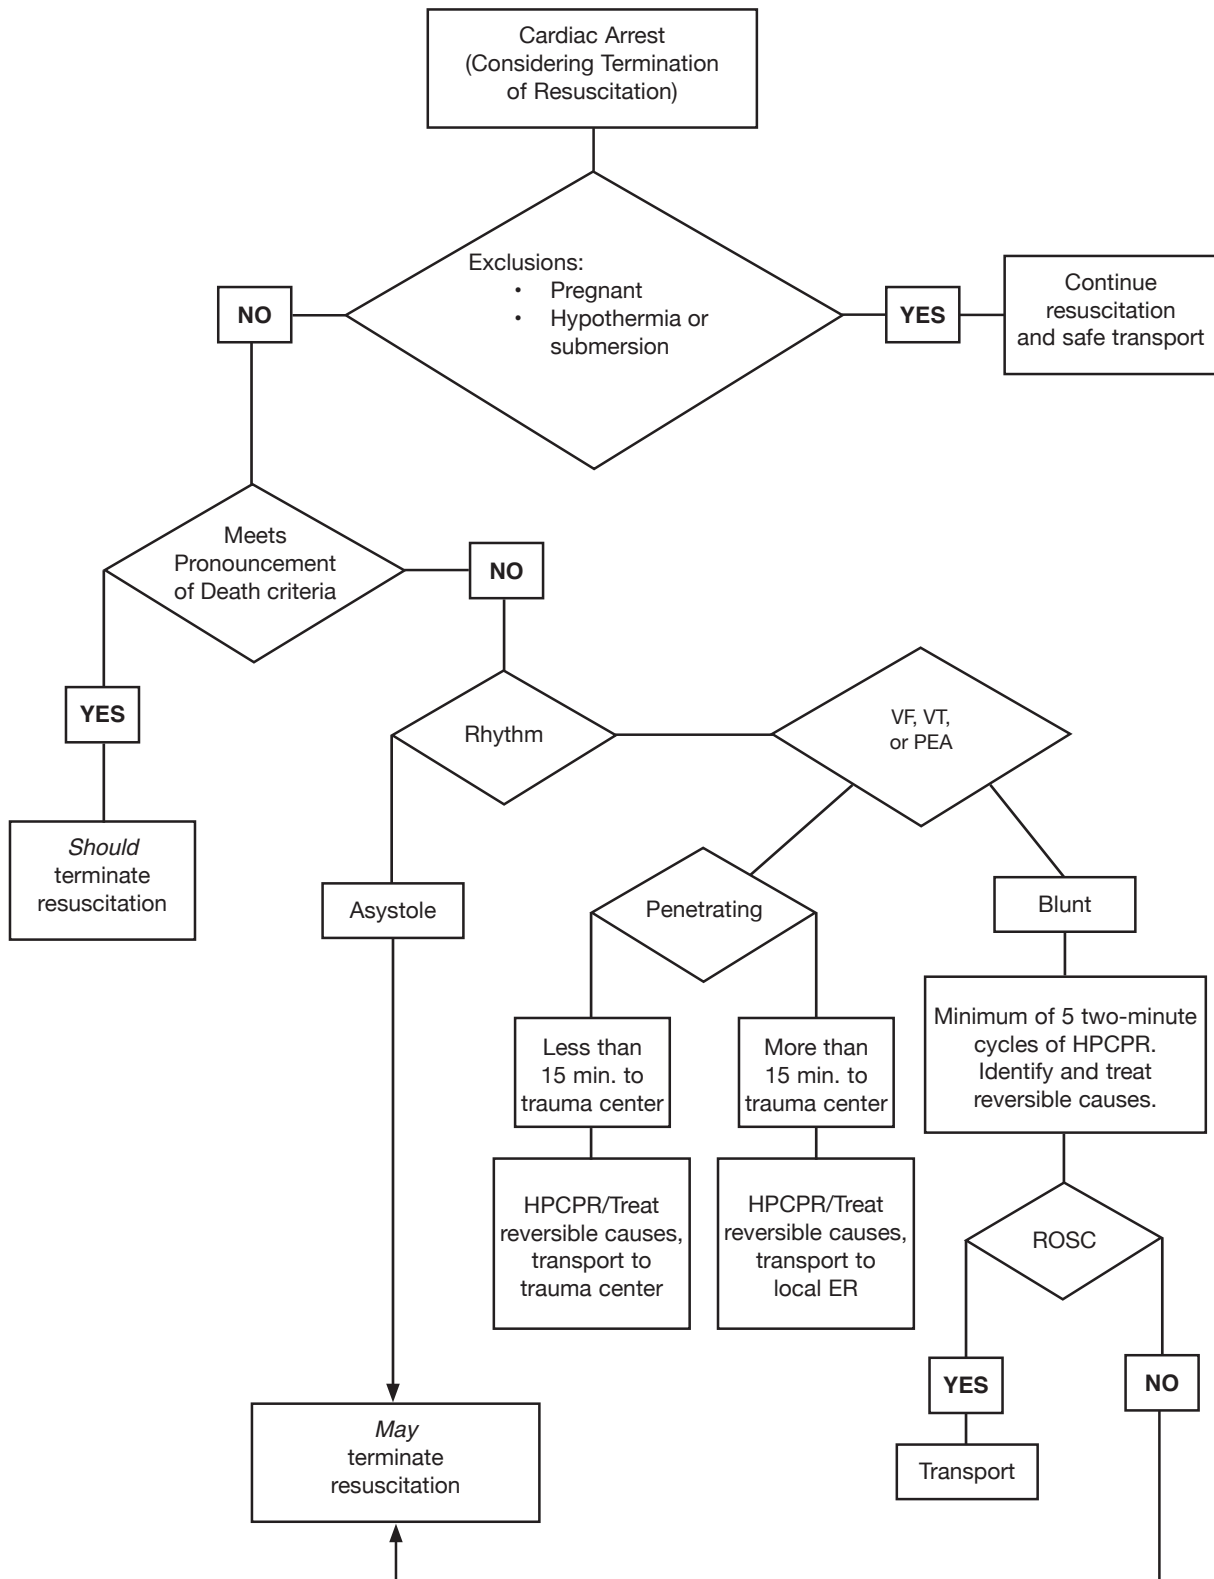 Cardiac Arrest
(Considering Termination
of Resuscitation)
Exclusions:
• Pregnant
• Hypothermia or
submersion
NO
YES
Continue
resuscitation
and safe transport
Meets
Pronouncement
of Death criteria
NO
YES
Should
terminate
resuscitation
Rhythm
VF, VT,
or PEA
Asystole
Penetrating
Blunt
Less than
15 min. to
trauma center
More than
15 min. to
trauma center
Minimum of 5 two-minute
cycles of HPCPR.
Identify and treat
reversible causes.
HPCPR/Treat
reversible causes,
transport to
trauma center
HPCPR/Treat
reversible causes,
transport to
local ER
ROSC
YES
NO
Transport
May
terminate
resuscitation